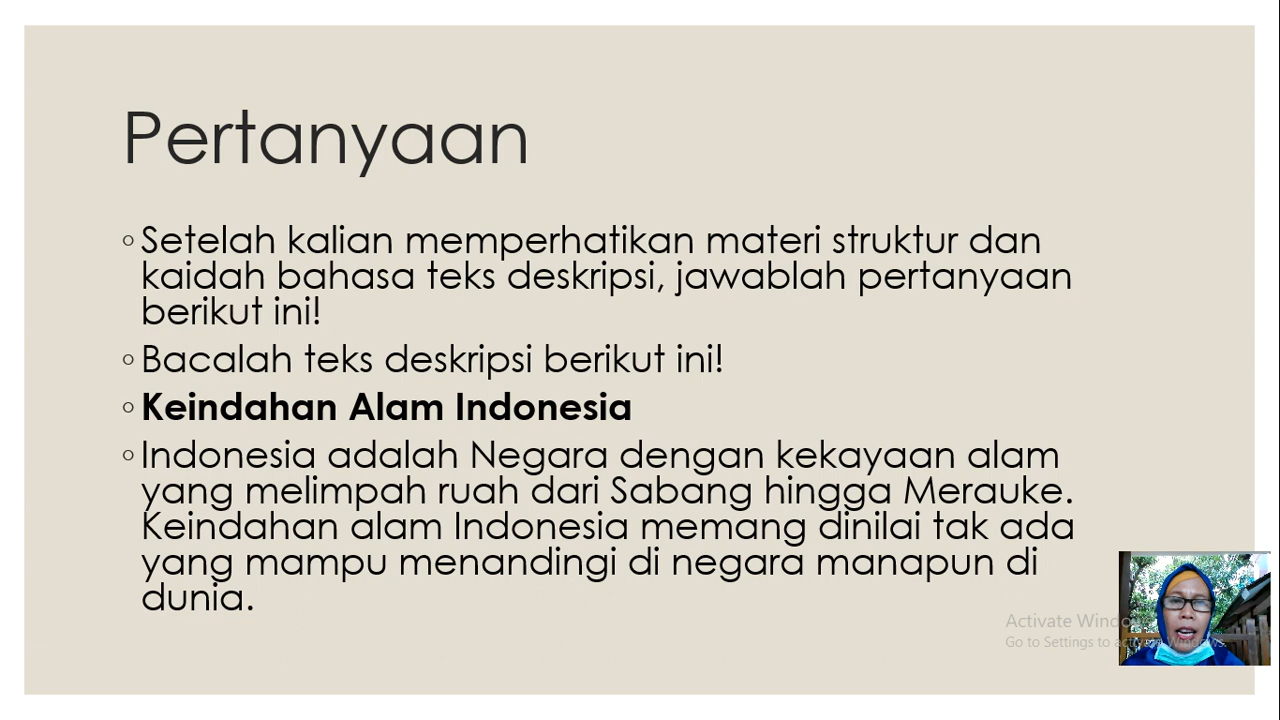 Pertanyaan
◦Setelah kalian memperhatikan materi struktur dan
kaidah bahasa teks deskripsi, jawablah pertanyaan
berikut ini!
◦Bacalah teks deskripsi berikut ini!
◦Keindahan Alam Indonesia
◦Indonesia adalah Negara dengan kekayaan alam
yang melimpah ruah dari Sabang hingga Merauke.
Keindahan alam Indonesia memang dinilai tak ada
yang mampu menandingi di negara manapun di
dunia.
Activate Windows
Go to Settings to activate Windows.